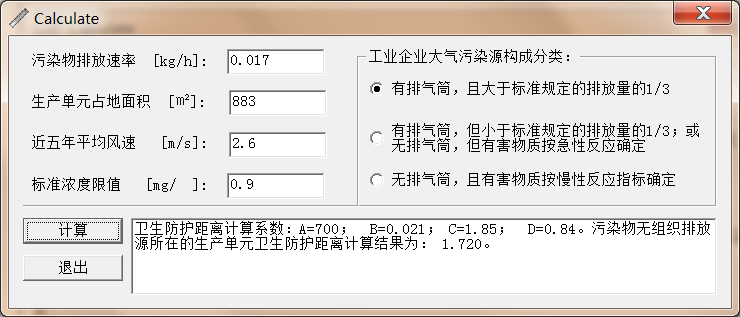 Calculate
污染物排放速率 [kg/h]: 0.017
生产单元占地面积 [m²]: 883
近五年平均风速 [m/s]: 2.6
标准浓度限值 [mg/ ]: 0.9
工业企业大气污染源构成分类:
有排气筒，且大于标准规定的排放量的1/3
有排气筒，但小于标准规定的排放量的1/3；或
无排气筒，但有害物质按急性反应确定
无排气筒，且有害物质按慢性反应指标确定
计算
退出
卫生防护距离计算系数：A=700； B=0.021； C=1.85； D=0.84。污染物无组织排放
源所在的生产单元卫生防护距离计算结果为： 1.720。